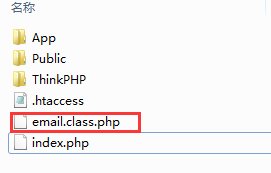 名称
App
Public
ThinkPHP
.htaccess
email.class.php
index.php